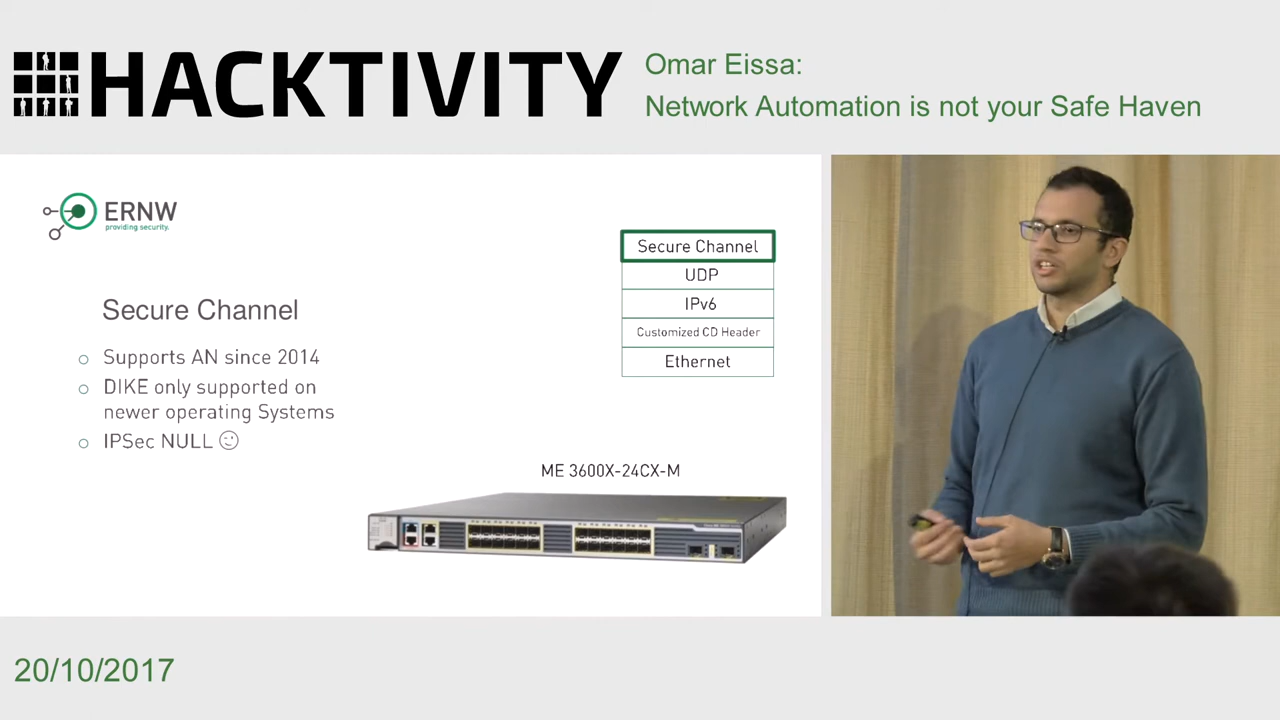 HACKTIVITY
Omar Eissa:
Network Automation is not your Safe Haven
ERNW
providing security.
Secure Channel
UDP
IPv6
Customized CD Header
Ethernet
Secure Channel
Supports AN since 2014
DIKE only supported on
newer operating Systems
IPSec NULL
ME 3600X-24CX-M
20/10/2017